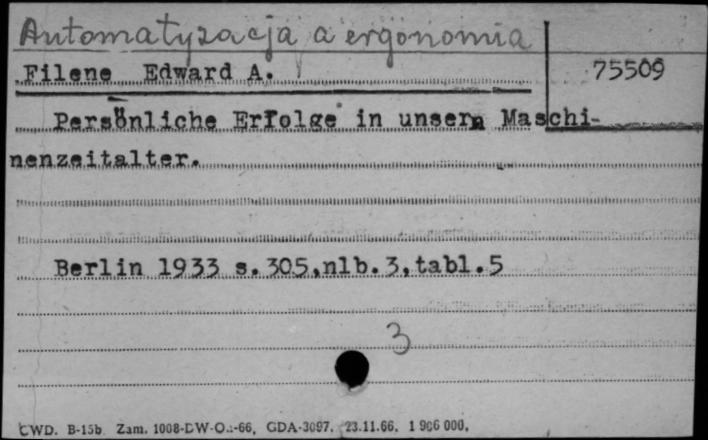 Automatyzacja a ergonomia
Filene Edward A.
75509
Persönliche Erfolge in unsern Maschi-
nenzeitalter.
Berlin 1933 s.305,nlb.3,tabl.5
3
CWD. B-15b Zam. 1008-DW-O -66, GDA-3097. 23.11.66. 1 966 000.